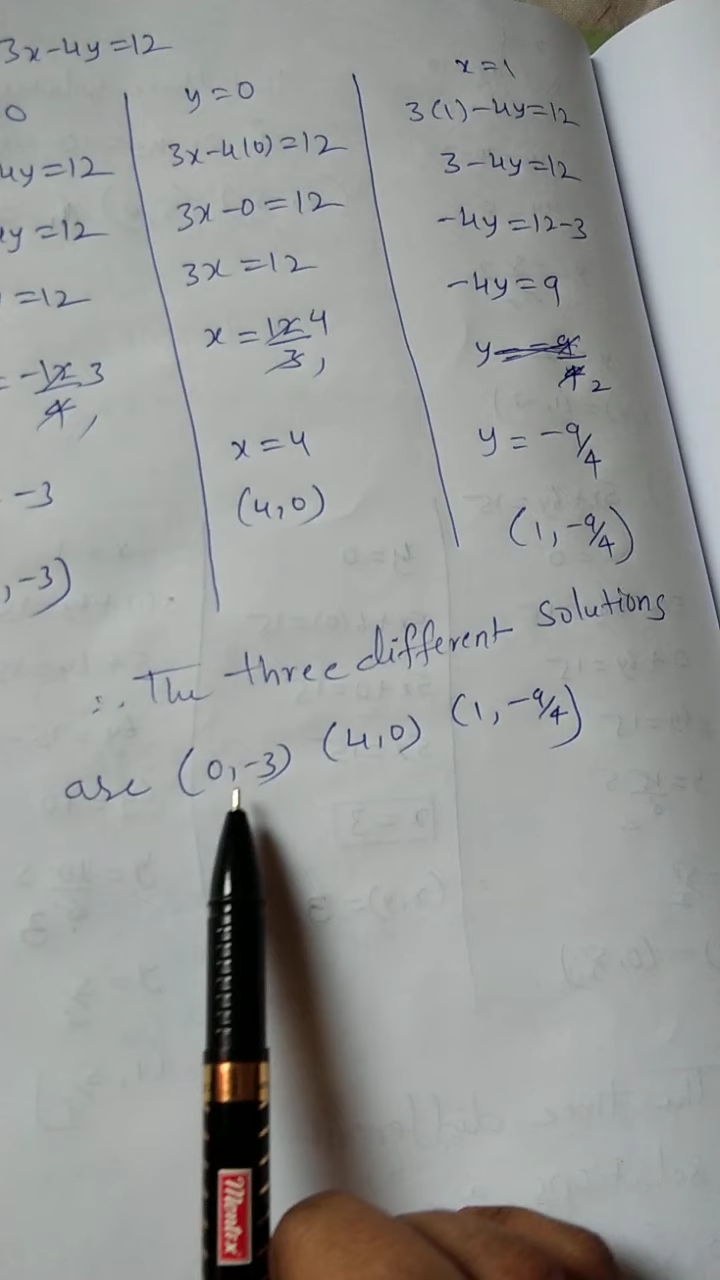 3x-4y=12
0
4y=12
4y=12
=12
= -12 3
4,
-3
, -3)
y=0
3x-4(0)=12
3x-0=12
3x=12
x = 12 4
3,
x=4
(4,0)
x=1
3(1)-4y=12
3-4y=12
-4y=12-3
-4y=9
y = -9/4
(1, -9/4)
∴ The three different solutions
are (0,-3) (4,0) (1, -9/4)
Montex